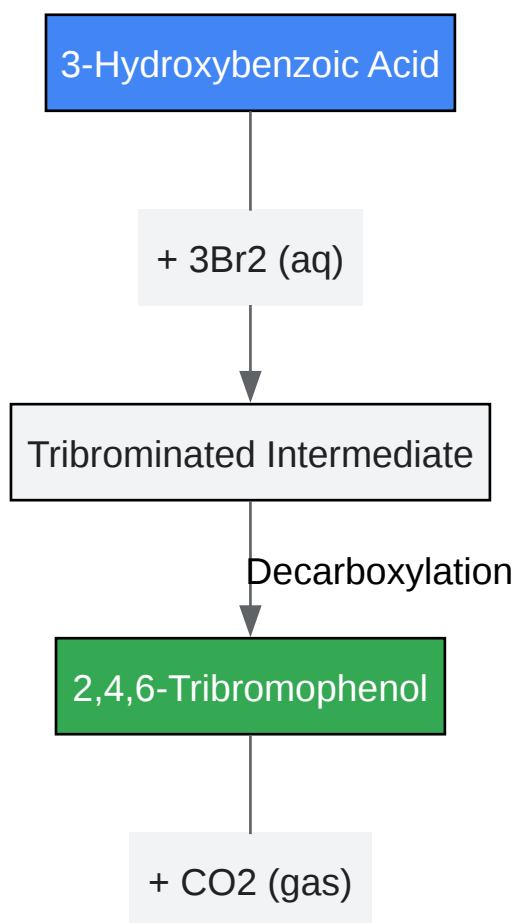 3-Hydroxybenzoic Acid
+ 3Br2 (aq)
Tribrominated Intermediate
Decarboxylation
2,4,6-Tribromophenol
+ CO2 (gas)